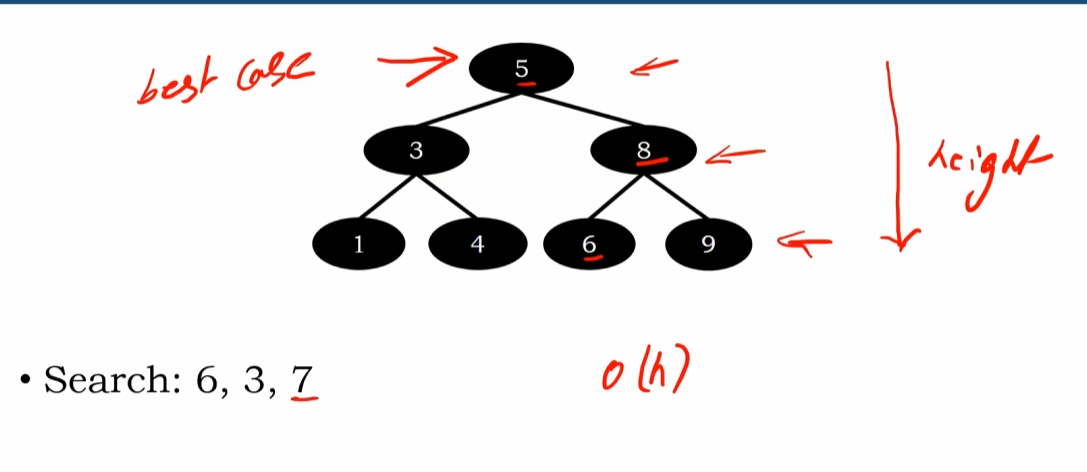 best case
5
3
8
height
1
4
6
9
• Search: 6, 3, 7
O(h)